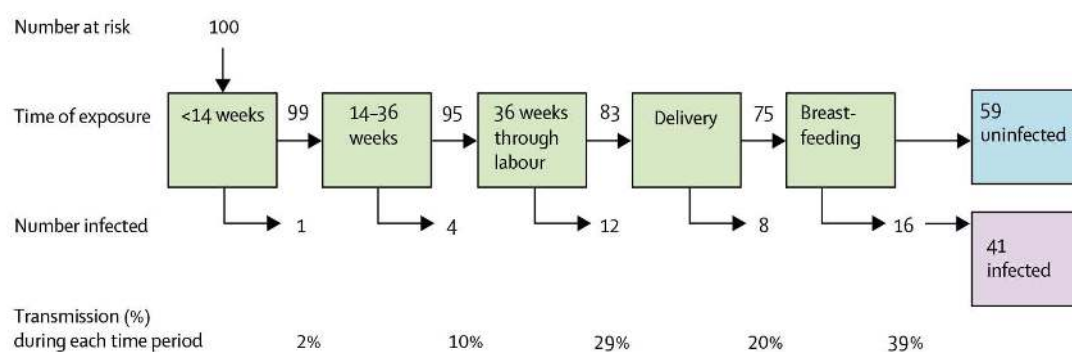 Number at risk
100
Time of exposure
<14 weeks
99
14–36
weeks
95
36 weeks
through
labour
83
Delivery
75
Breast-
feeding
59
uninfected
Number infected
1
4
12
8
16
41
infected
Transmission (%)
during each time period
2%
10%
29%
20%
39%